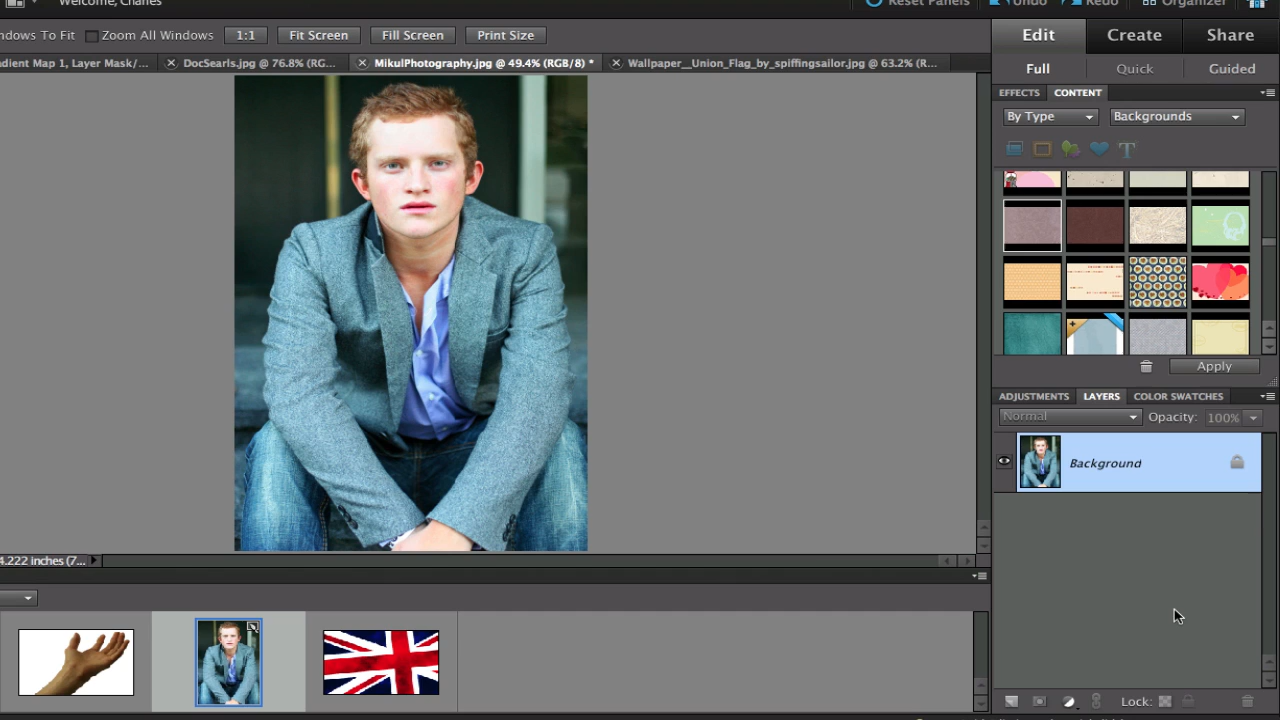 Welcome, Charles
Reset Panels Undo Redo Organizer
ndows To Fit Zoom All Windows 1:1 Fit Screen Fill Screen Print Size
Edit Create Share
adient Map 1, Layer Mask/... DocSearls.jpg @ 76.8% (RG... MikulPhotography.jpg @ 49.4% (RGB/8) * Wallpaper__Union_Flag_by_spiffingsailor.jpg @ 63.2% (R...
Full Quick Guided
EFFECTS CONTENT
By Type Backgrounds
T
Apply
ADJUSTMENTS LAYERS COLOR SWATCHES
Normal Opacity: 100%
Background
4.222 inches (7...
Lock: